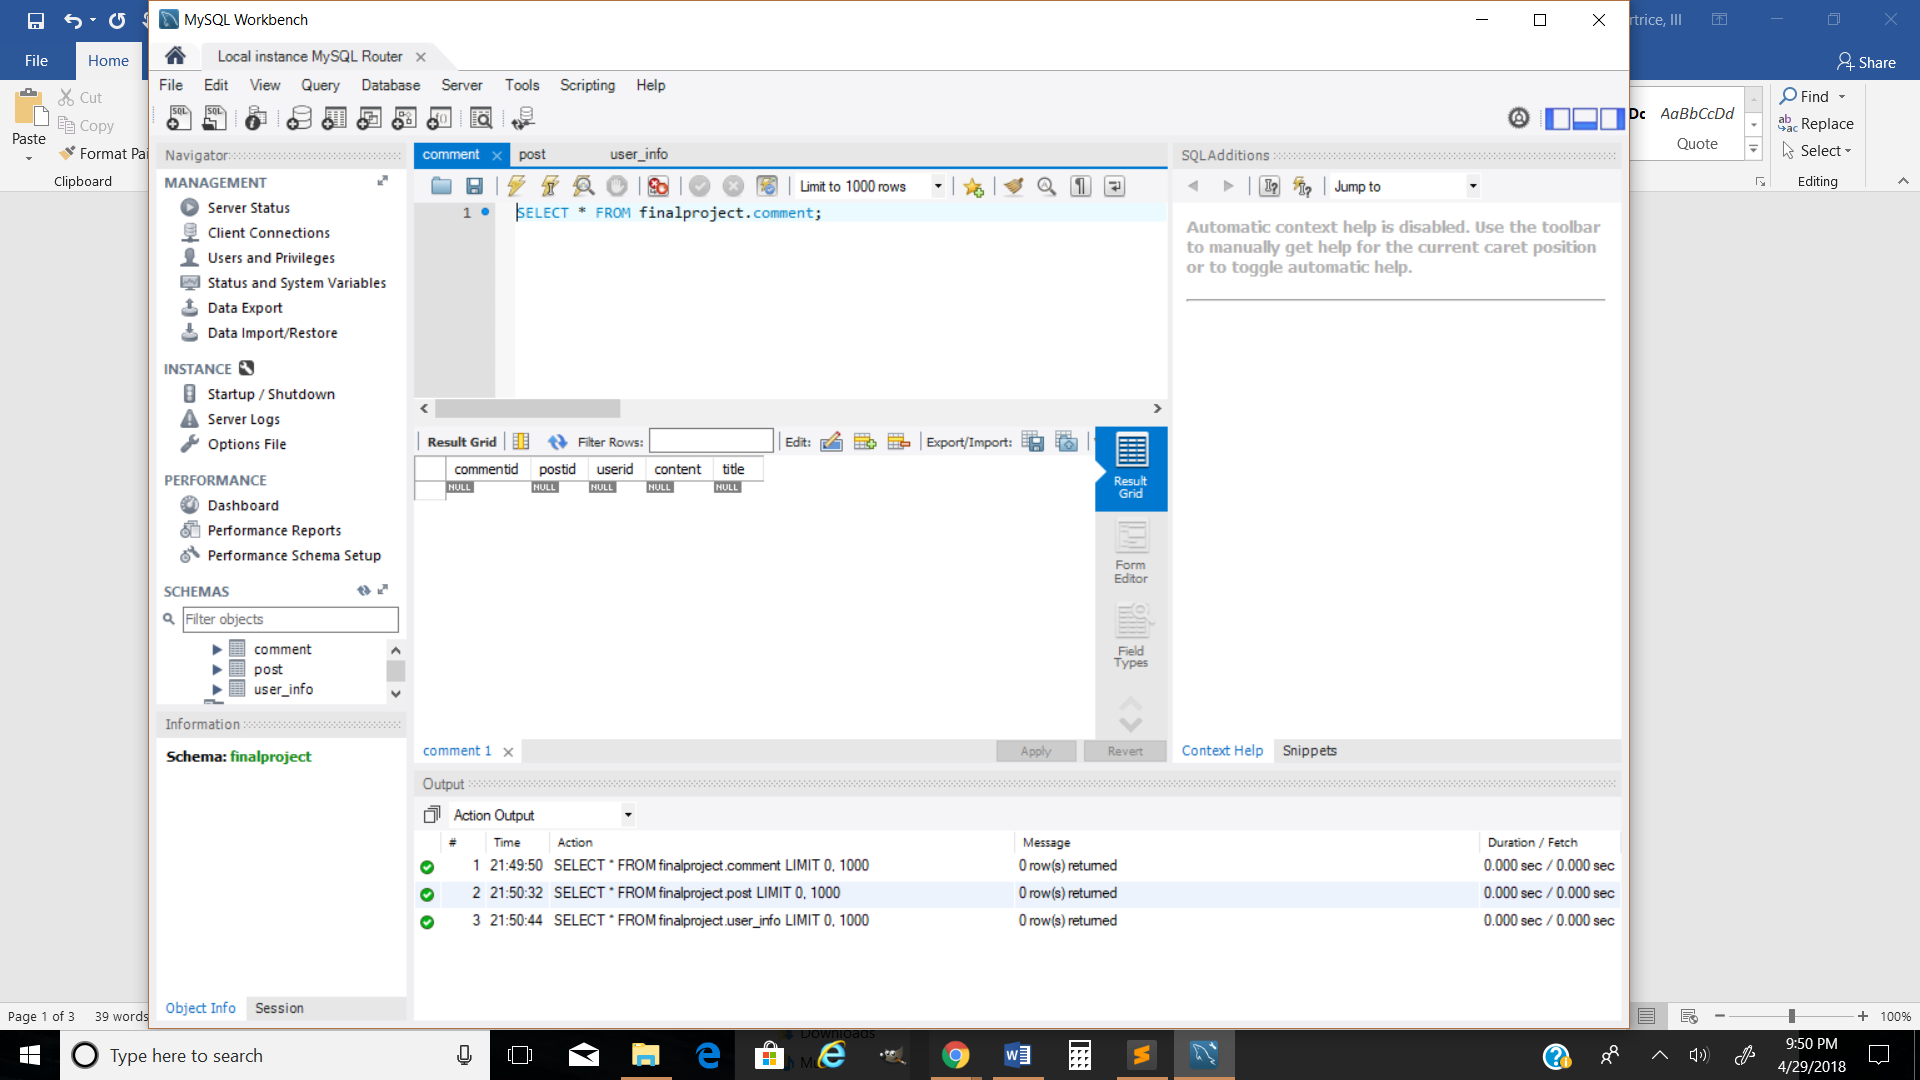 MySQL Workbench
rtrice, III
Local instance MySQL Router
File
Home
Share
File Edit View Query Database Server Tools Scripting Help
Cut
Copy
Paste
Format Pai
Clipboard
AaBbCcDd
Quote
Find
Replace
Select
Editing
Navigator
MANAGEMENT
Server Status
Client Connections
Users and Privileges
Status and System Variables
Data Export
Data Import/Restore
INSTANCE
Startup / Shutdown
Server Logs
Options File
PERFORMANCE
Dashboard
Performance Reports
Performance Schema Setup
SCHEMAS
Filter objects
comment
post
user_info
Information
Schema: finalproject
Object Info Session
comment post user_info
Limit to 1000 rows
1 SELECT * FROM finalproject.comment;
Result Grid Filter Rows: Edit: Export/Import:
commentid postid userid content title
NULL NULL NULL NULL NULL
Result
Grid
Form
Editor
Field
Types
comment 1
Apply Revert
SQLAdditions
Jump to
Automatic context help is disabled. Use the toolbar
to manually get help for the current caret position
or to toggle automatic help.
Context Help Snippets
Output
Action Output
# Time Action Message Duration / Fetch
1 21:49:50 SELECT * FROM finalproject.comment LIMIT 0, 1000 0 row(s) returned 0.000 sec / 0.000 sec
2 21:50:32 SELECT * FROM finalproject.post LIMIT 0, 1000 0 row(s) returned 0.000 sec / 0.000 sec
3 21:50:44 SELECT * FROM finalproject.user_info LIMIT 0, 1000 0 row(s) returned 0.000 sec / 0.000 sec
Page 1 of 3 39 words
100%
Downloads
Type here to search
9:50 PM
4/29/2018